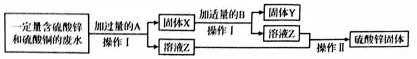 一定量含硫酸锌
和硫酸铜的废水
加过量的A
操作Ⅰ
固体X
溶液Z
加适量的B
操作Ⅰ
固体Y
溶液Z
操作Ⅱ
硫酸锌固体